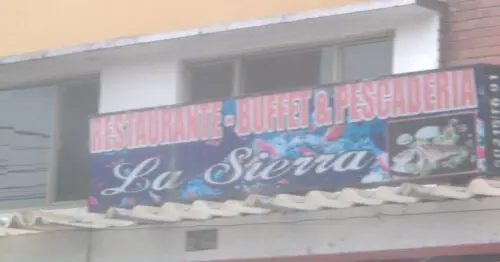 RESTAURANTE - BUFFET & PESCADERIA
La Sierra